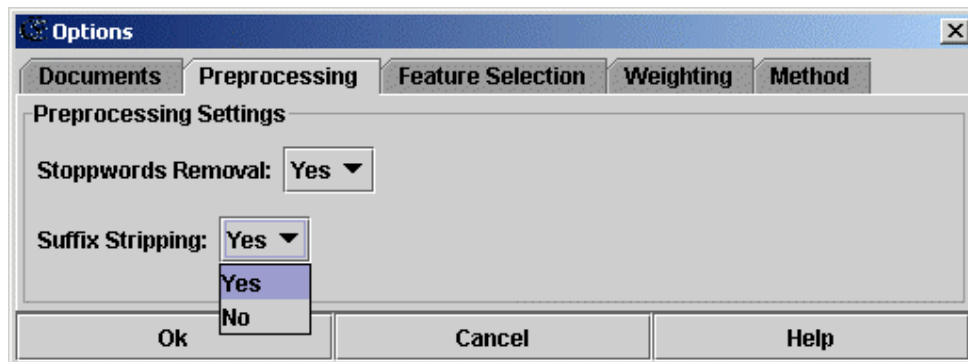 Options
Documents Preprocessing Feature Selection Weighting Method
Preprocessing Settings
Stoppwords Removal: Yes
Suffix Stripping: Yes
Yes
No
Ok Cancel Help